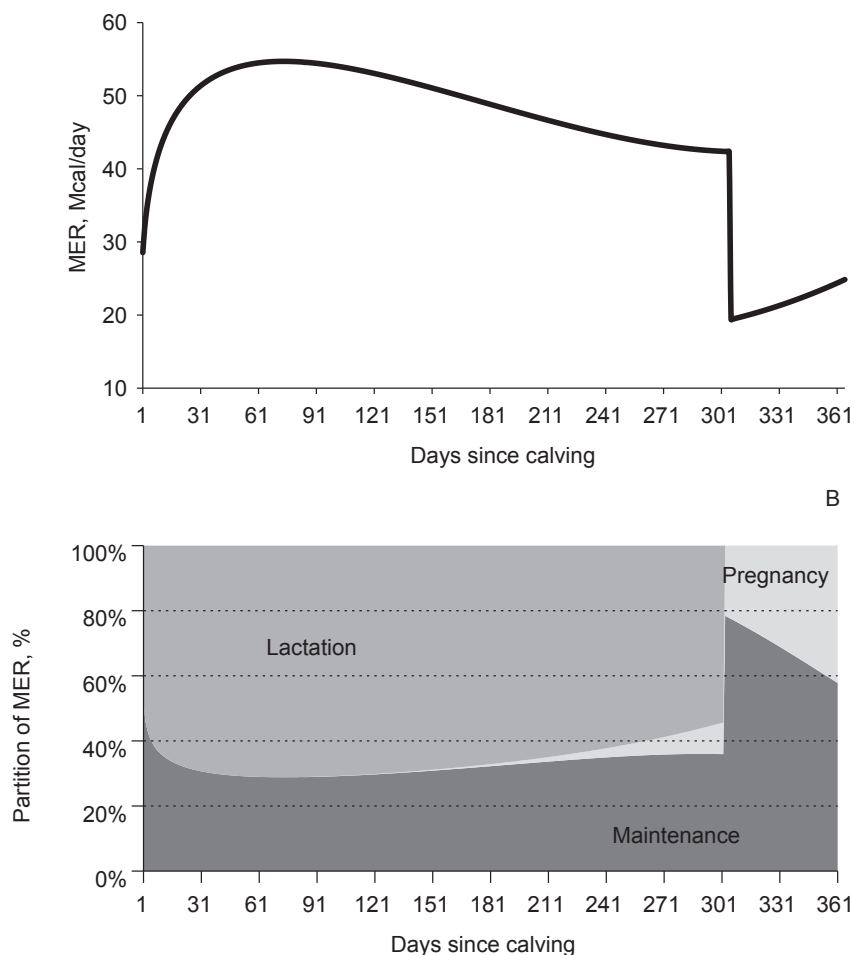 60
50
40
30
20
10
MER, Mcal/day
1 31 61 91 121 151 181 211 241 271 301 331 361
Days since calving
B
100%
80%
60%
40%
20%
0%
Partition of MER, %
Pregnancy
Lactation
Maintenance
1 31 61 91 121 151 181 211 241 271 301 331 361
Days since calving